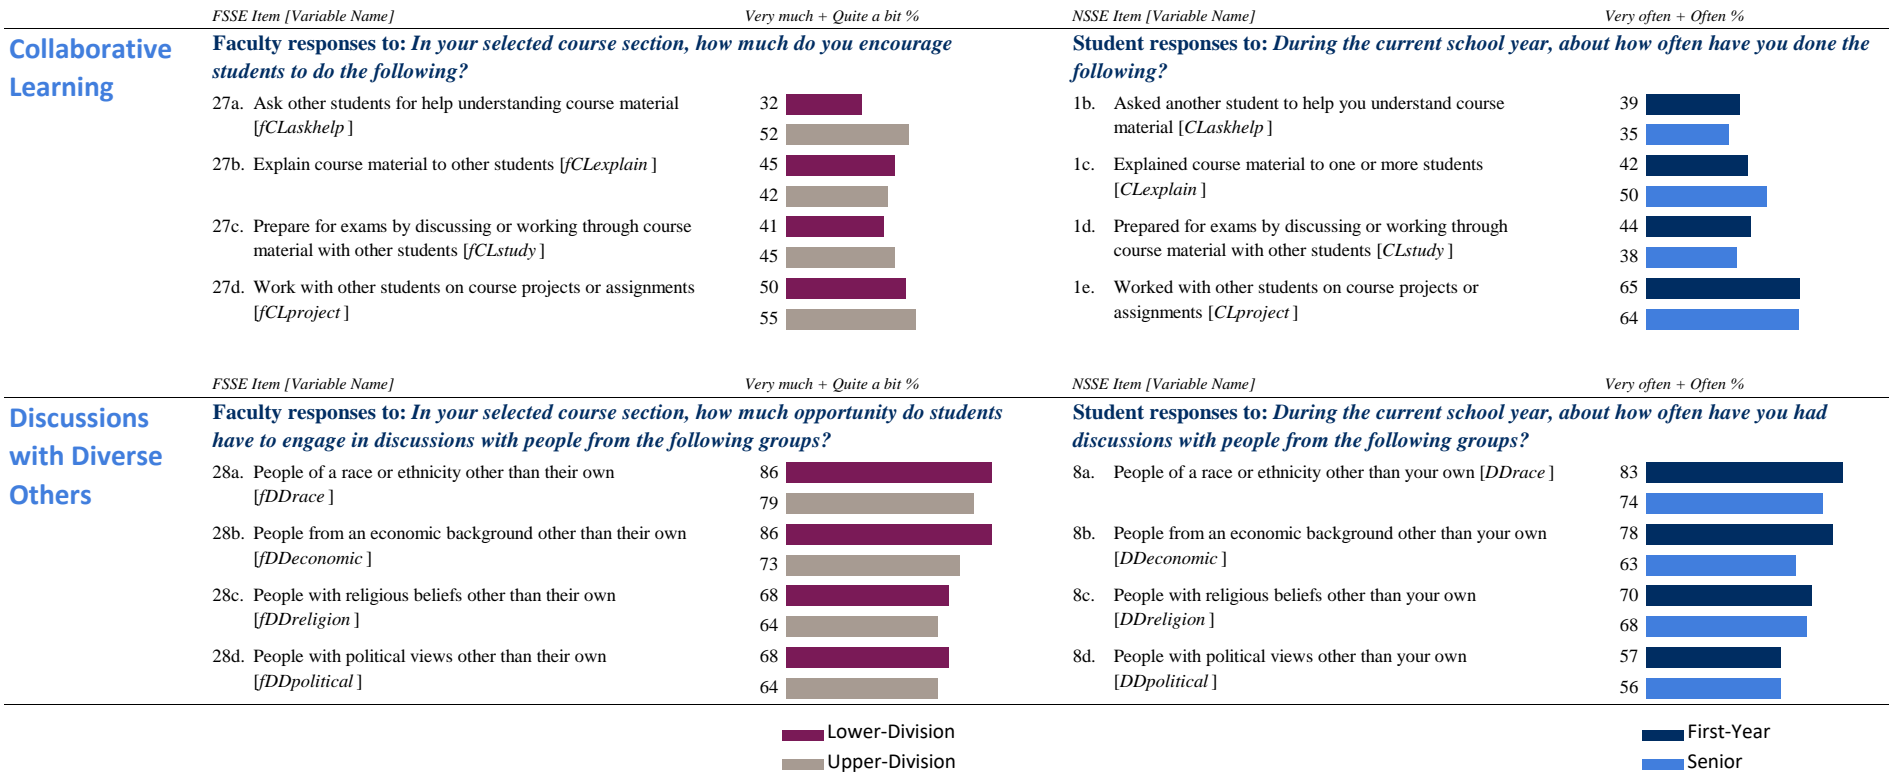 FSSE Item [Variable Name] Very much + Quite a bit % NSSE Item [Variable Name] Very often + Often %
Collaborative
Learning
Faculty responses to: In your selected course section, how much do you encourage
students to do the following?
Student responses to: During the current school year, about how often have you done the
following?
27a. Ask other students for help understanding course material 32
[fCLaskhelp]
52
1b. Asked another student to help you understand course 39
material [CLaskhelp]
35
27b. Explain course material to other students [fCLexplain] 45
42
1c. Explained course material to one or more students 42
[CLexplain]
50
27c. Prepare for exams by discussing or working through course 41
material with other students [fCLstudy]
45
1d. Prepared for exams by discussing or working through 44
course material with other students [CLstudy]
38
27d. Work with other students on course projects or assignments 50
[fCLproject]
55
1e. Worked with other students on course projects or 65
assignments [CLproject]
64
FSSE Item [Variable Name] Very much + Quite a bit % NSSE Item [Variable Name] Very often + Often %
Discussions
with Diverse
Others
Faculty responses to: In your selected course section, how much opportunity do students
have to engage in discussions with people from the following groups?
Student responses to: During the current school year, about how often have you had
discussions with people from the following groups?
28a. People of a race or ethnicity other than their own 86
[fDDrace]
79
8a. People of a race or ethnicity other than your own [DDrace] 83
74
28b. People from an economic background other than their own 86
[fDDeconomic]
73
8b. People from an economic background other than your own 78
[DDeconomic]
63
28c. People with religious beliefs other than their own 68
[fDDreligion]
64
8c. People with religious beliefs other than your own 70
[DDreligion]
68
28d. People with political views other than their own 68
[fDDpolitical]
64
8d. People with political views other than your own 57
[DDpolitical]
56
Lower-Division
Upper-Division
First-Year
Senior